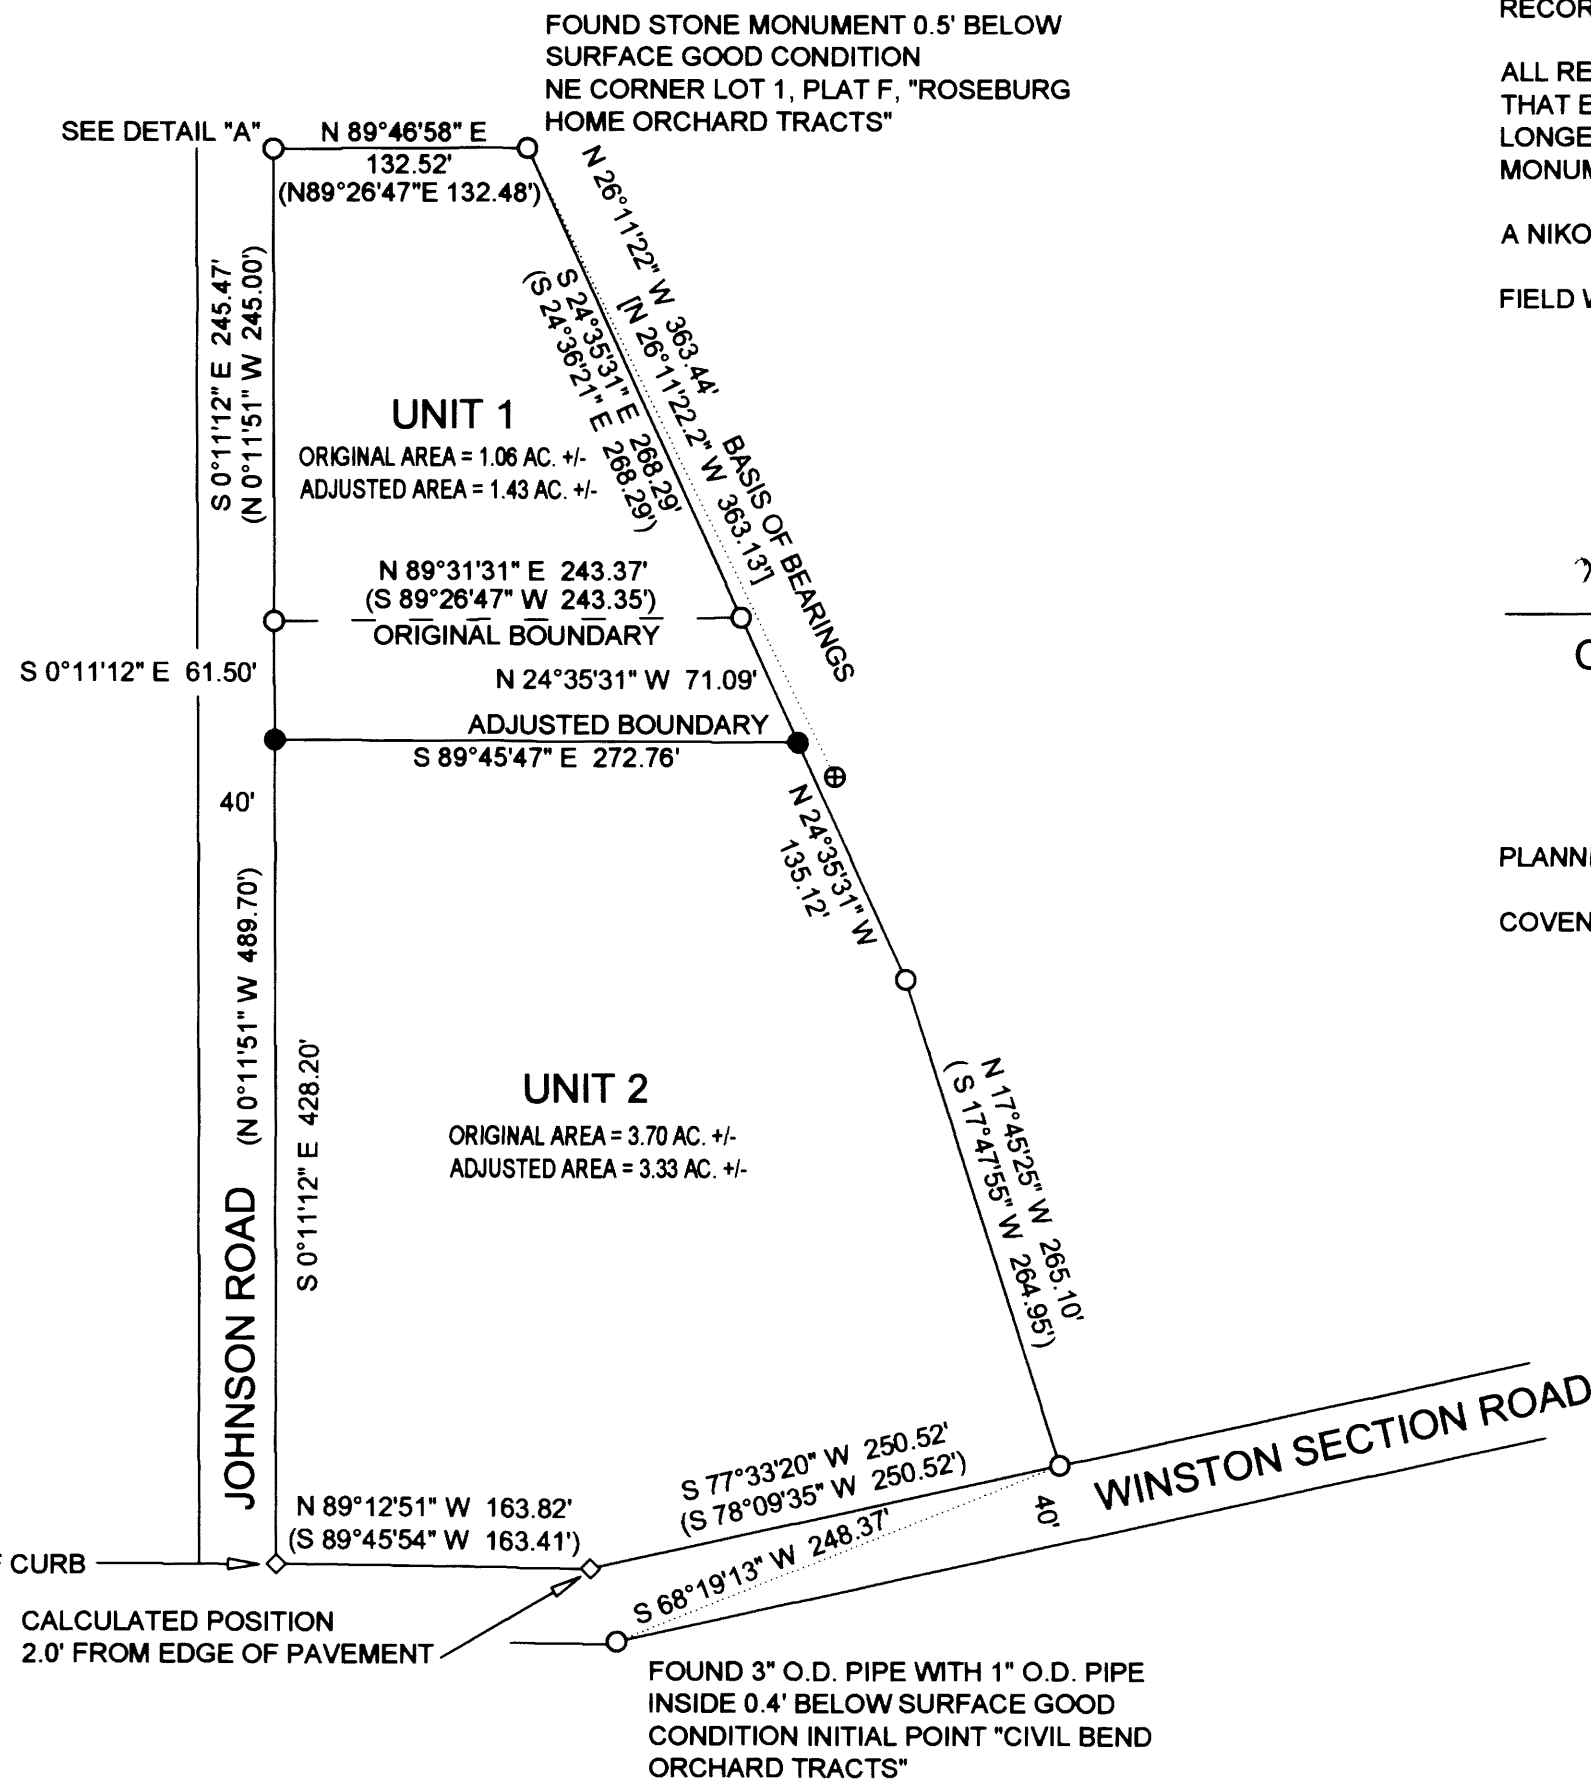 FOUND STONE MONUMENT 0.5' BELOW
SURFACE GOOD CONDITION
NE CORNER LOT 1, PLAT F, "ROSEBURG
HOME ORCHARD TRACTS"
SEE DETAIL "A"
N 89°46'58" E
132.52'
(N89°26'47"E 132.48')
N 26°11'22" W 363.44'
[N 26°11'22.2" W 363.13']
BASIS OF BEARINGS
S 24°35'31" E 268.29'
(S 24°36'21" E 268.29')
S 0°11'12" E 245.47'
(N 0°11'51" W 245.00')
UNIT 1
ORIGINAL AREA = 1.06 AC. +/-
ADJUSTED AREA = 1.43 AC. +/-
N 89°31'31" E 243.37'
(S 89°26'47" W 243.35')
ORIGINAL BOUNDARY
S 0°11'12" E 61.50'
N 24°35'31" W 71.09'
ADJUSTED BOUNDARY
S 89°45'47" E 272.76'
40'
N 24°35'31" W
135.12'
(N 0°11'51" W 489.70')
S 0°11'12" E 428.20'
JOHNSON ROAD
UNIT 2
ORIGINAL AREA = 3.70 AC. +/-
ADJUSTED AREA = 3.33 AC. +/-
N 17°45'25" W 265.10'
( S 17°47'55" W 264.95')
S 77°33'20" W 250.52'
(S 78°09'35" W 250.52')
S 68°19'13" W 248.37'
40'
WINSTON SECTION ROAD
N 89°12'51" W 163.82'
(S 89°45'54" W 163.41')
CURB
CALCULATED POSITION
2.0' FROM EDGE OF PAVEMENT
FOUND 3" O.D. PIPE WITH 1" O.D. PIPE
INSIDE 0.4' BELOW SURFACE GOOD
CONDITION INITIAL POINT "CIVIL BEND
ORCHARD TRACTS"
RECOR
ALL RE
THAT E
LONGE
MONUM
A NIKO
FIELD
PLANN
COVEN